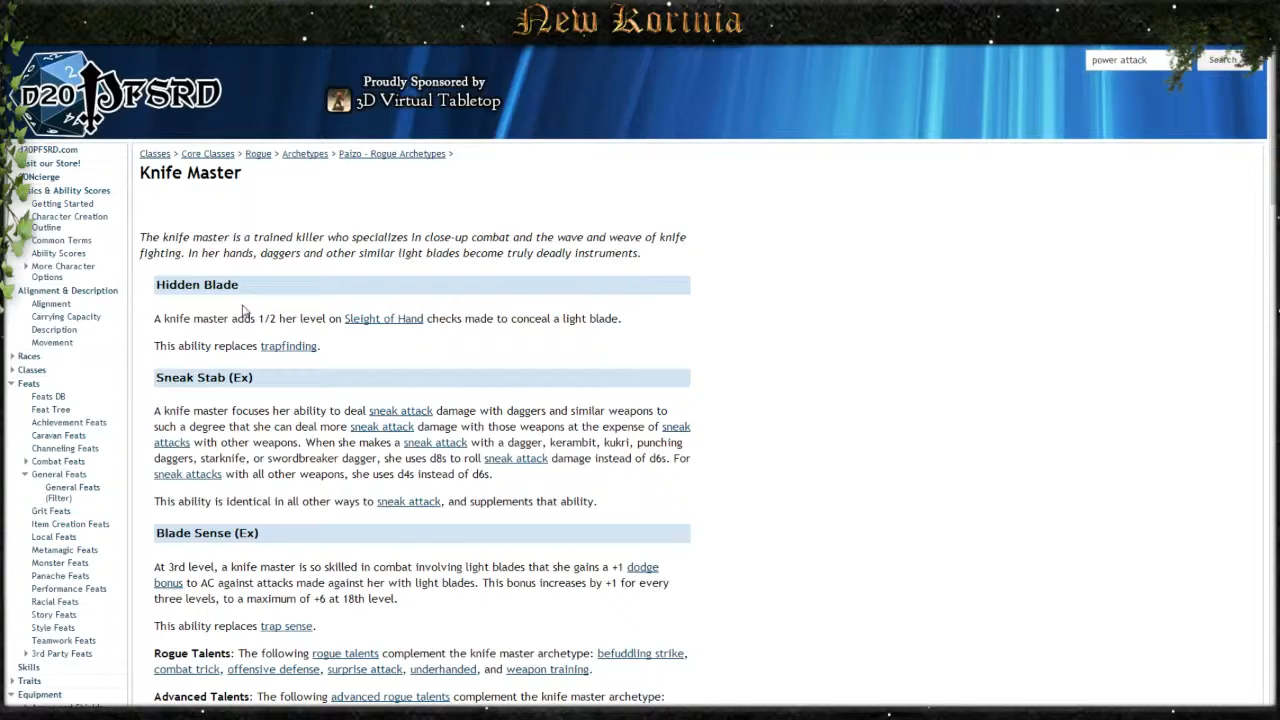 New Korinia
D20PFSRD
Proudly Sponsored by
3D Virtual Tabletop
power attack
Search
d20PFSRD.com
isit our Store!
ONcierge
sics & Ability Scores
Getting Started
Character Creation
Outline
Common Terms
Ability Scores
More Character
Options
Alignment & Description
Alignment
Carrying Capacity
Description
Movement
Races
Classes
Feats
Feats DB
Feat Tree
Achievement Feats
Caravan Feats
Channeling Feats
Combat Feats
General Feats
General Feats
(Filter)
Grit Feats
Item Creation Feats
Local Feats
Metamagic Feats
Monster Feats
Panache Feats
Performance Feats
Racial Feats
Story Feats
Style Feats
Teamwork Feats
3rd Party Feats
Skills
Traits
Equipment
Classes > Core Classes > Rogue > Archetypes > Paizo - Rogue Archetypes >
Knife Master
The knife master is a trained killer who specializes in close-up combat and the wave and weave of knife
fighting. In her hands, daggers and other similar light blades become truly deadly instruments.
Hidden Blade
A knife master adds 1/2 her level on Sleight of Hand checks made to conceal a light blade.
This ability replaces trapfinding.
Sneak Stab (Ex)
A knife master focuses her ability to deal sneak attack damage with daggers and similar weapons to
such a degree that she can deal more sneak attack damage with those weapons at the expense of sneak
attacks with other weapons. When she makes a sneak attack with a dagger, kerambit, kukri, punching
daggers, starknife, or swordbreaker dagger, she uses d8s to roll sneak attack damage instead of d6s. For
sneak attacks with all other weapons, she uses d4s instead of d6s.
This ability is identical in all other ways to sneak attack, and supplements that ability.
Blade Sense (Ex)
At 3rd level, a knife master is so skilled in combat involving light blades that she gains a +1 dodge
bonus to AC against attacks made against her with light blades. This bonus increases by +1 for every
three levels, to a maximum of +6 at 18th level.
This ability replaces trap sense.
Rogue Talents: The following rogue talents complement the knife master archetype: befuddling strike,
combat trick, offensive defense, surprise attack, underhanded, and weapon training.
Advanced Talents: The following advanced rogue talents complement the knife master archetype: